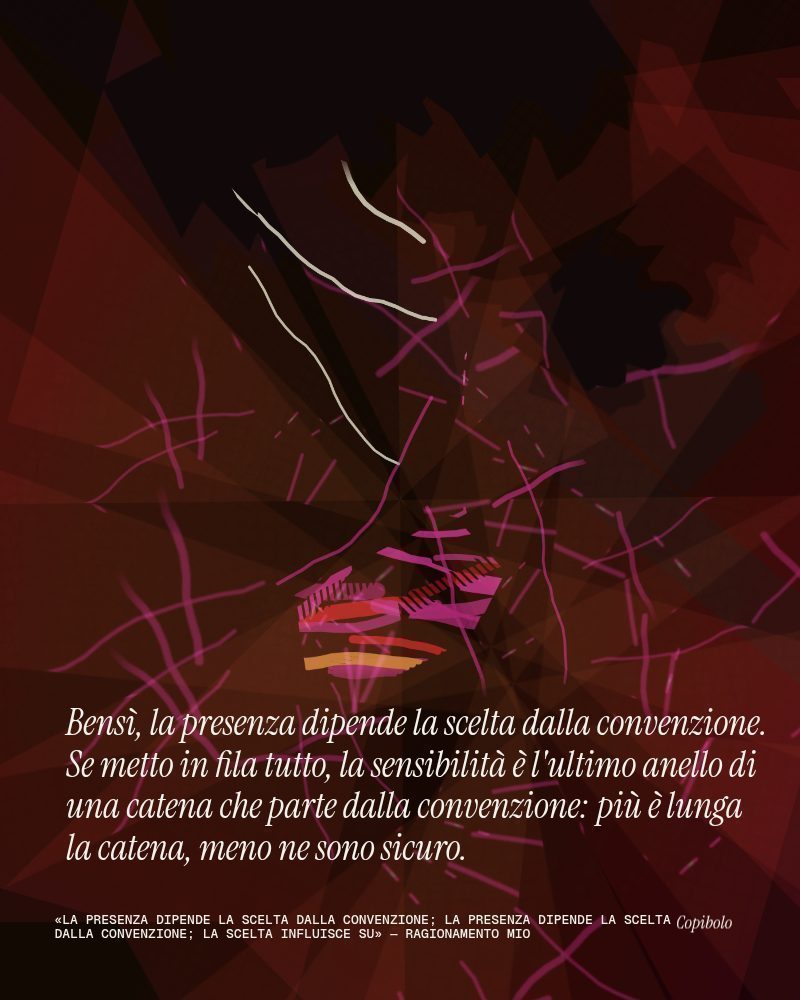 Bensì, la presenza dipende la scelta dalla convenzione.
Se metto in fila tutto, la sensibilità è l'ultimo anello di
una catena che parte dalla convenzione: più è lunga
la catena, meno ne sono sicuro.
«LA PRESENZA DIPENDE LA SCELTA DALLA CONVENZIONE; LA PRESENZA DIPENDE LA SCELTA
DALLA CONVENZIONE; LA SCELTA INFLUISCE SU» — RAGIONAMENTO MIO
Copibolo